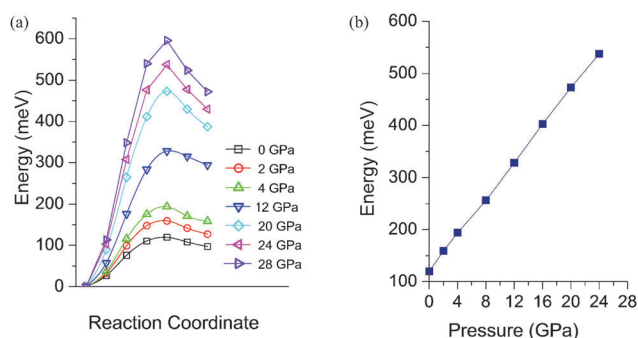 (a)
600
500
400
300
200
100
0
Energy (meV)
Reaction Coordinate
0 GPa
2 GPa
4 GPa
12 GPa
20 GPa
24 GPa
28 GPa
(b)
600
500
400
300
200
100
Energy (meV)
0 4 8 12 16 20 24 28
Pressure (GPa)